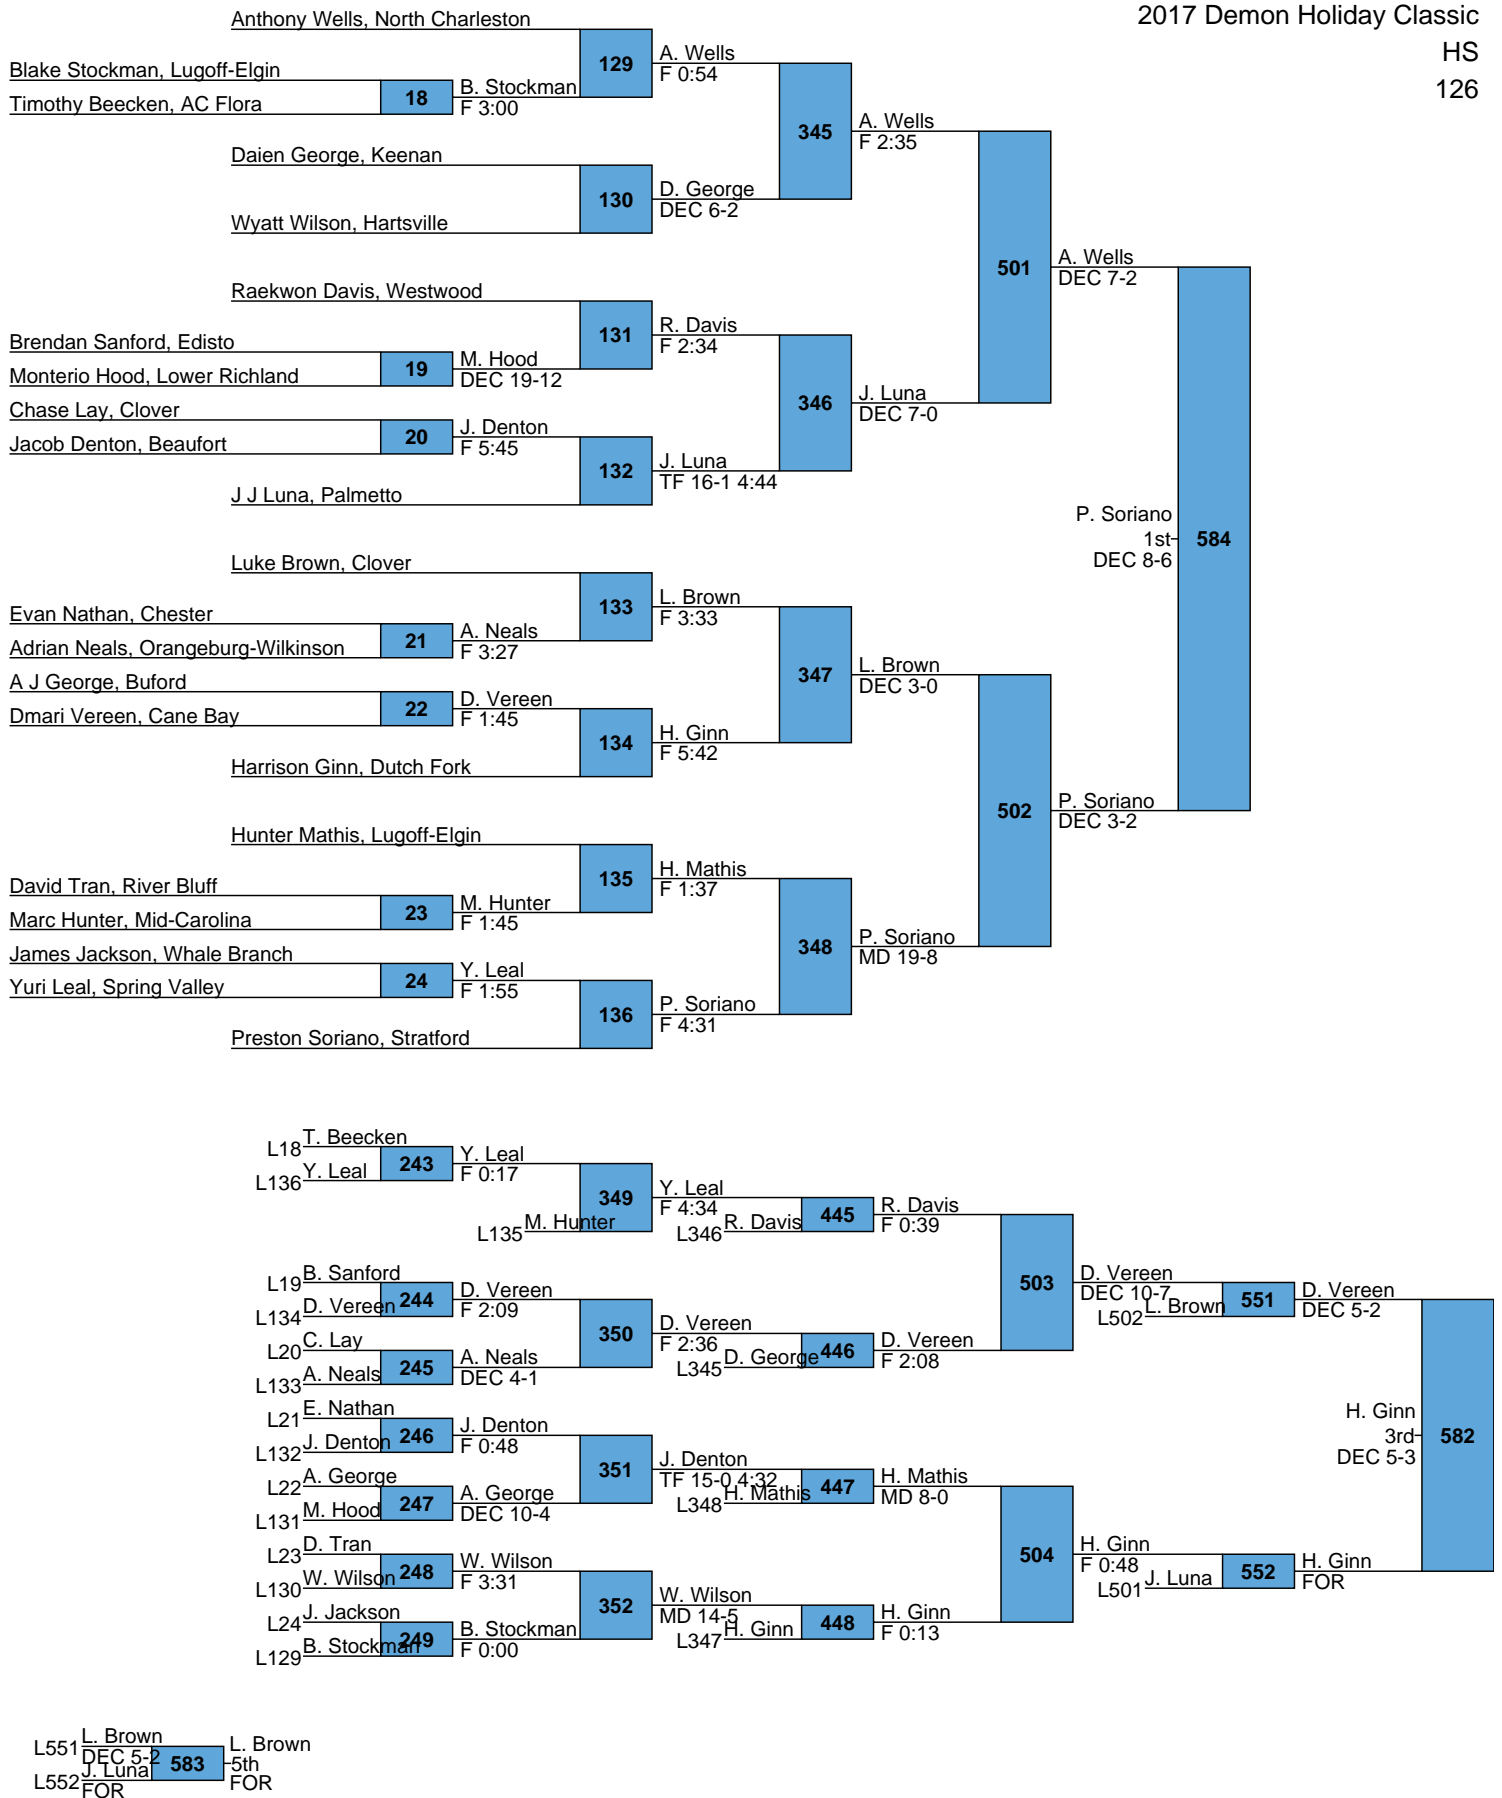 2017 Demon Holiday Classic
HS
126
Anthony Wells, North Charleston
129
A. Wells
F 0:54
Blake Stockman, Lugoff-Elgin
18
B. Stockman
F 3:00
Timothy Beecken, AC Flora
345
A. Wells
F 2:35
Daien George, Keenan
130
D. George
DEC 6-2
Wyatt Wilson, Hartsville
501
A. Wells
DEC 7-2
Raekwon Davis, Westwood
131
R. Davis
F 2:34
Brendan Sanford, Edisto
19
M. Hood
DEC 19-12
Monterio Hood, Lower Richland
346
J. Luna
DEC 7-0
Chase Lay, Clover
20
J. Denton
F 5:45
Jacob Denton, Beaufort
132
J. Luna
TF 16-1 4:44
J J Luna, Palmetto
P. Soriano
1st
DEC 8-6
584
Luke Brown, Clover
133
L. Brown
F 3:33
Evan Nathan, Chester
21
A. Neals
F 3:27
Adrian Neals, Orangeburg-Wilkinson
347
L. Brown
DEC 3-0
A J George, Buford
22
D. Vereen
F 1:45
Dmari Vereen, Cane Bay
134
H. Ginn
F 5:42
Harrison Ginn, Dutch Fork
502
P. Soriano
DEC 3-2
Hunter Mathis, Lugoff-Elgin
135
H. Mathis
F 1:37
David Tran, River Bluff
23
M. Hunter
F 1:45
Marc Hunter, Mid-Carolina
348
P. Soriano
MD 19-8
James Jackson, Whale Branch
24
Y. Leal
F 1:55
Yuri Leal, Spring Valley
136
P. Soriano
F 4:31
Preston Soriano, Stratford
L18 T. Beecken
243
Y. Leal
F 0:17
L136 Y. Leal
349
Y. Leal
F 4:34
L135 M. Hunter
L346 R. Davis
445
R. Davis
F 0:39
L19 B. Sanford
244
D. Vereen
F 2:09
L134 D. Vereen
503
D. Vereen
DEC 10-7
L502 L. Brown
551
D. Vereen
DEC 5-2
350
D. Vereen
F 2:36
L345 D. George
446
D. Vereen
F 2:08
L20 C. Lay
245
A. Neals
DEC 4-1
L133 A. Neals
L21 E. Nathan
246
J. Denton
F 0:48
L132 J. Denton
H. Ginn
3rd
DEC 5-3
582
351
J. Denton
TF 15-0 4:32
L348 H. Mathis
447
H. Mathis
MD 8-0
L22 A. George
247
A. George
DEC 10-4
L131 M. Hood
L23 D. Tran
248
W. Wilson
F 3:31
L130 W. Wilson
504
H. Ginn
F 0:48
L501 J. Luna
552
H. Ginn
FOR
352
W. Wilson
MD 14-5
L347 H. Ginn
448
H. Ginn
F 0:13
L24 J. Jackson
249
B. Stockman
F 0:00
L129 B. Stockman
L551 L. Brown
DEC 5-2
583
L. Brown
5th
FOR
L552 J. Luna
FOR